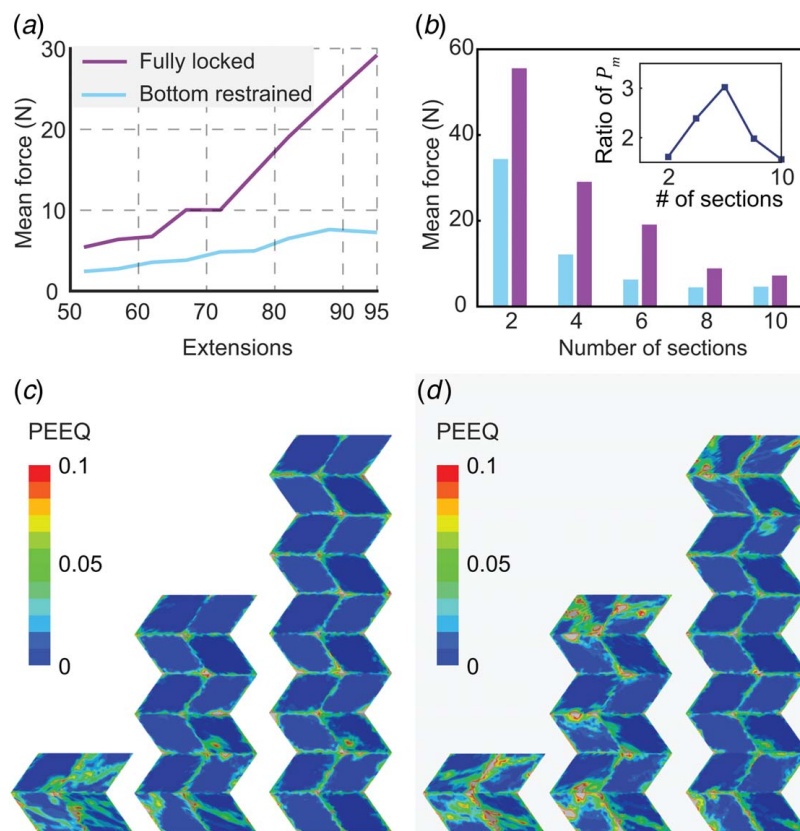 (a)
30
20
10
0
Mean force (N)
Fully locked
Bottom restrained
50 60 70 80 90 95
Extensions
(b)
60
40
20
0
Mean force (N)
2 4 6 8 10
Number of sections
Ratio of Pᵐ
3
2
2 10
# of sections
(c)
PEEQ
0.1
0.05
0
(d)
PEEQ
0.1
0.05
0